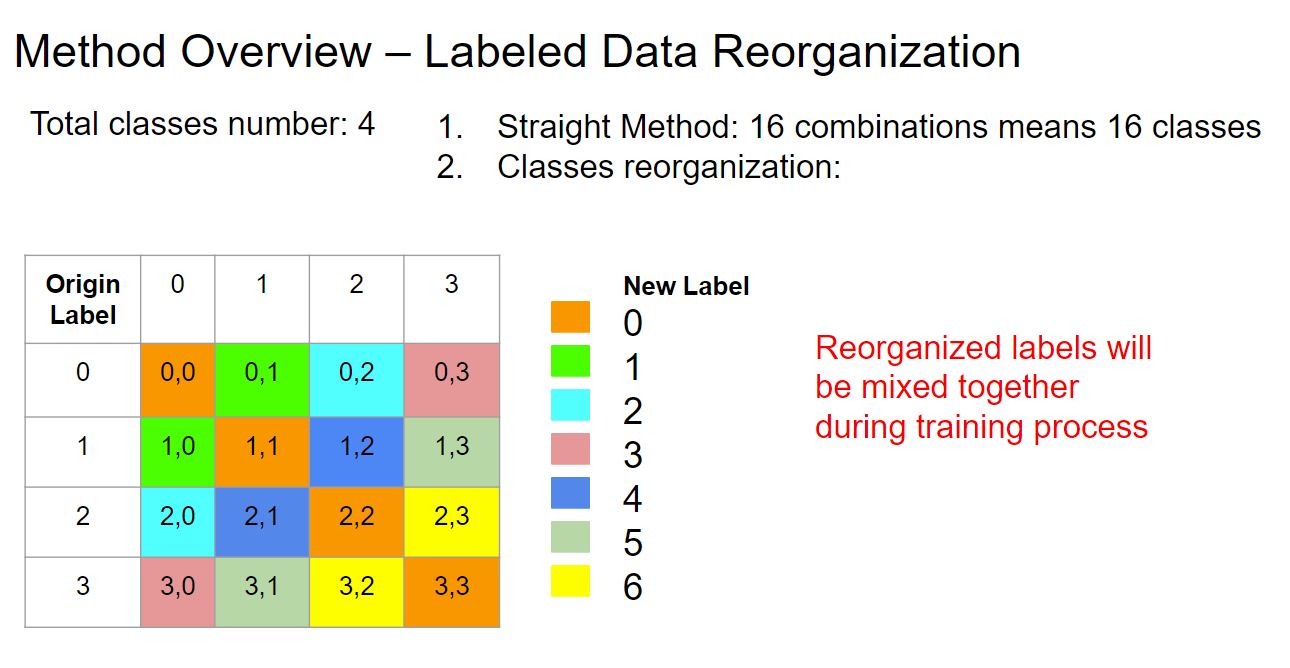 Method Overview – Labeled Data Reorganization
Total classes number: 4
1. Straight Method: 16 combinations means 16 classes
2. Classes reorganization:
Origin Label 0 1 2 3
0 0,0 0,1 0,2 0,3
1 1,0 1,1 1,2 1,3
2 2,0 2,1 2,2 2,3
3 3,0 3,1 3,2 3,3
New Label
0
1
2
3
4
5
6
Reorganized labels will
be mixed together
during training process